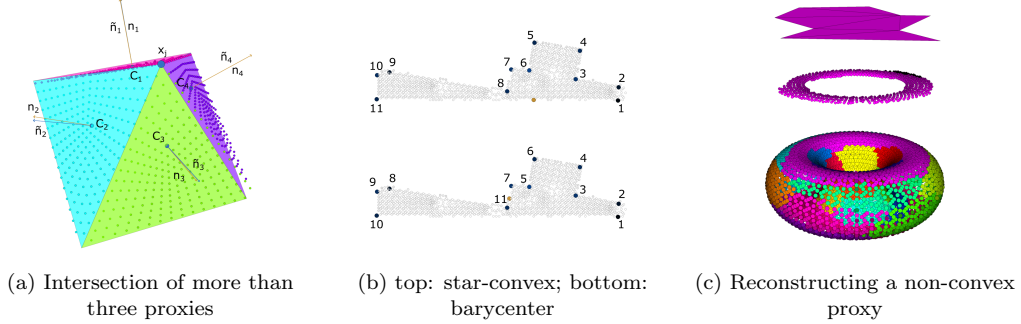 ñ₁ n₁
xⱼ
C₁
ñ₄
n₄
n₂
ñ₂
C₂
C₃
ñ₃
n₃
5 4
10 9 7 6 3 2
8
11 1
6 4
9 8 7 5 3 2
11
10 1
(a) Intersection of more than
three proxies
(b) top: star-convex; bottom:
barycenter
(c) Reconstructing a non-convex
proxy